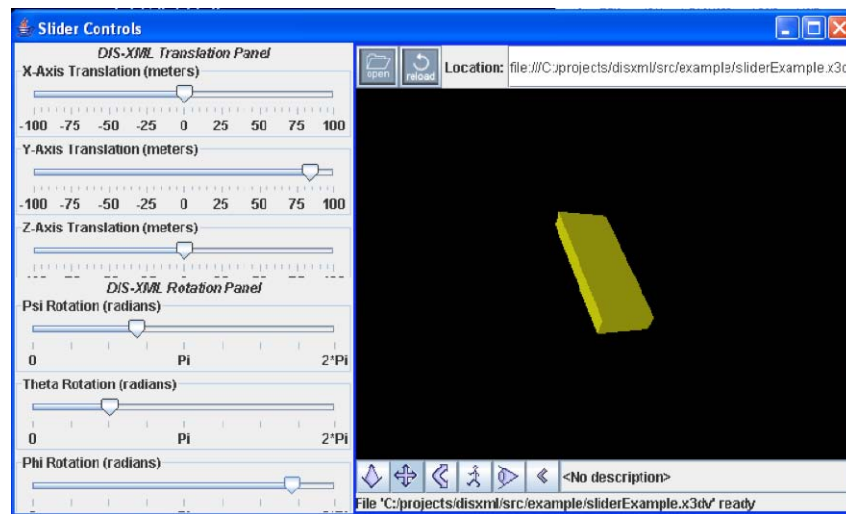 Slider Controls
DIS-XML Translation Panel
X-Axis Translation (meters)
-100 -75 -50 -25 0 25 50 75 100
Y-Axis Translation (meters)
-100 -75 -50 -25 0 25 50 75 100
Z-Axis Translation (meters)
DIS-XML Rotation Panel
Psi Rotation (radians)
0 Pi 2*Pi
Theta Rotation (radians)
0 Pi 2*Pi
Phi Rotation (radians)
open reload Location: file:///C:/projects/disxml/src/example/sliderExample.x3d
<No description>
File 'C:/projects/disxml/src/example/sliderExample.x3dv' ready